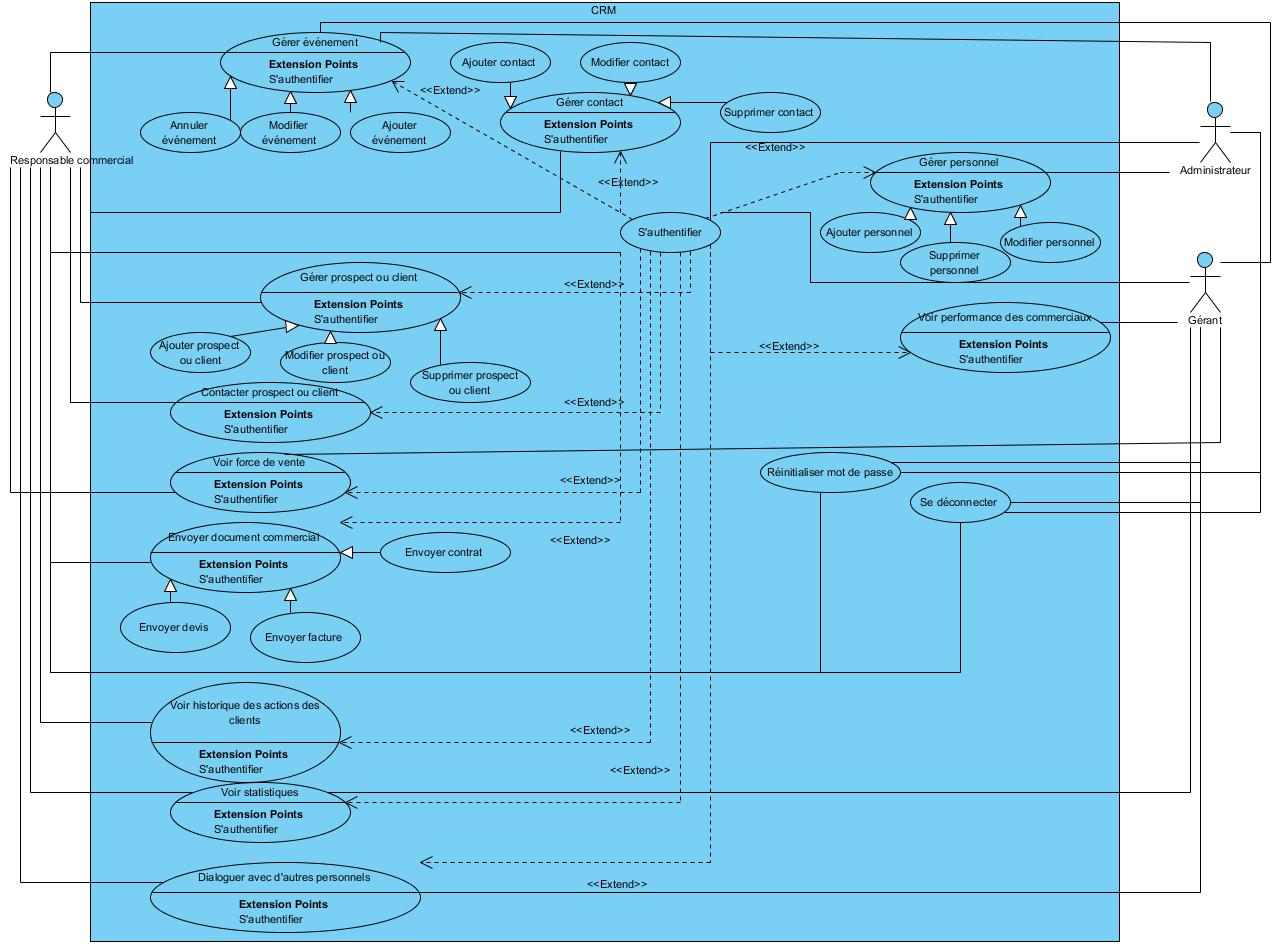 CRM
Gérer événement
Extension Points
S'authentifier
Annuler
événement
Modifier
événement
Ajouter
événement
<<Extend>>
Ajouter contact
Modifier contact
Gérer contact
Extension Points
S'authentifier
Supprimer contact
<<Extend>>
<<Extend>>
Responsable commercial
Administrateur
Gérer personnel
Extension Points
S'authentifier
Ajouter personnel
Supprimer
personnel
Modifier personnel
S'authentifier
Gérant
Gérer prospect ou client
Extension Points
S'authentifier
<<Extend>>
Ajouter prospect
ou client
Modifier prospect ou
client
Supprimer prospect
ou client
Voir performance des commerciaux
Extension Points
S'authentifier
<<Extend>>
Contacter prospect ou client
Extension Points
S'authentifier
<<Extend>>
Voir force de vente
Extension Points
S'authentifier
<<Extend>>
Réinitialiser mot de passe
Se déconnecter
Envoyer document commercial
Extension Points
S'authentifier
<<Extend>>
Envoyer contrat
Envoyer devis
Envoyer facture
Voir historique des actions des
clients
Extension Points
S'authentifier
<<Extend>>
<<Extend>>
Voir statistiques
Extension Points
S'authentifier
Dialoguer avec d'autres personnels
Extension Points
S'authentifier
<<Extend>>